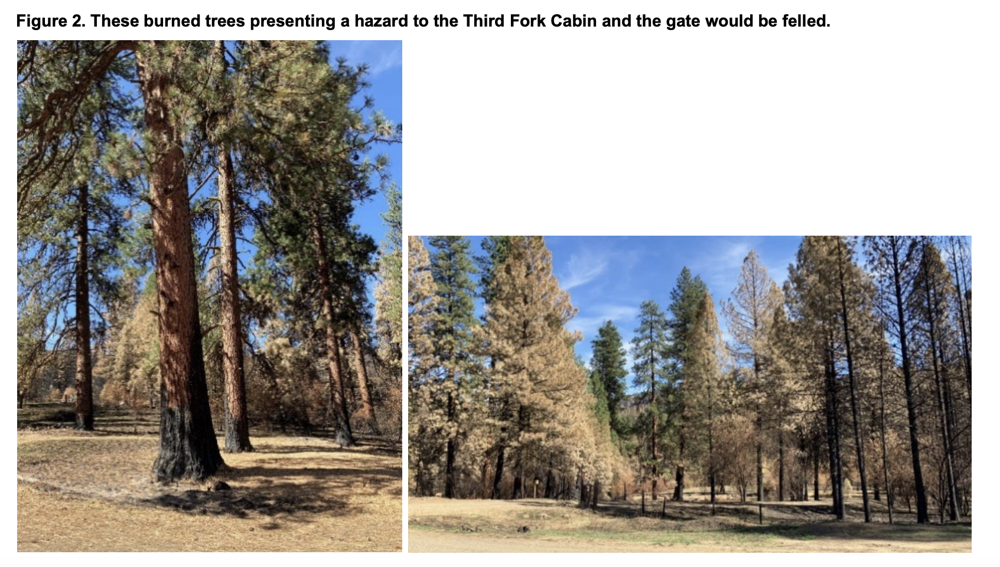 Figure 2. These burned trees presenting a hazard to the Third Fork Cabin and the gate would be felled.